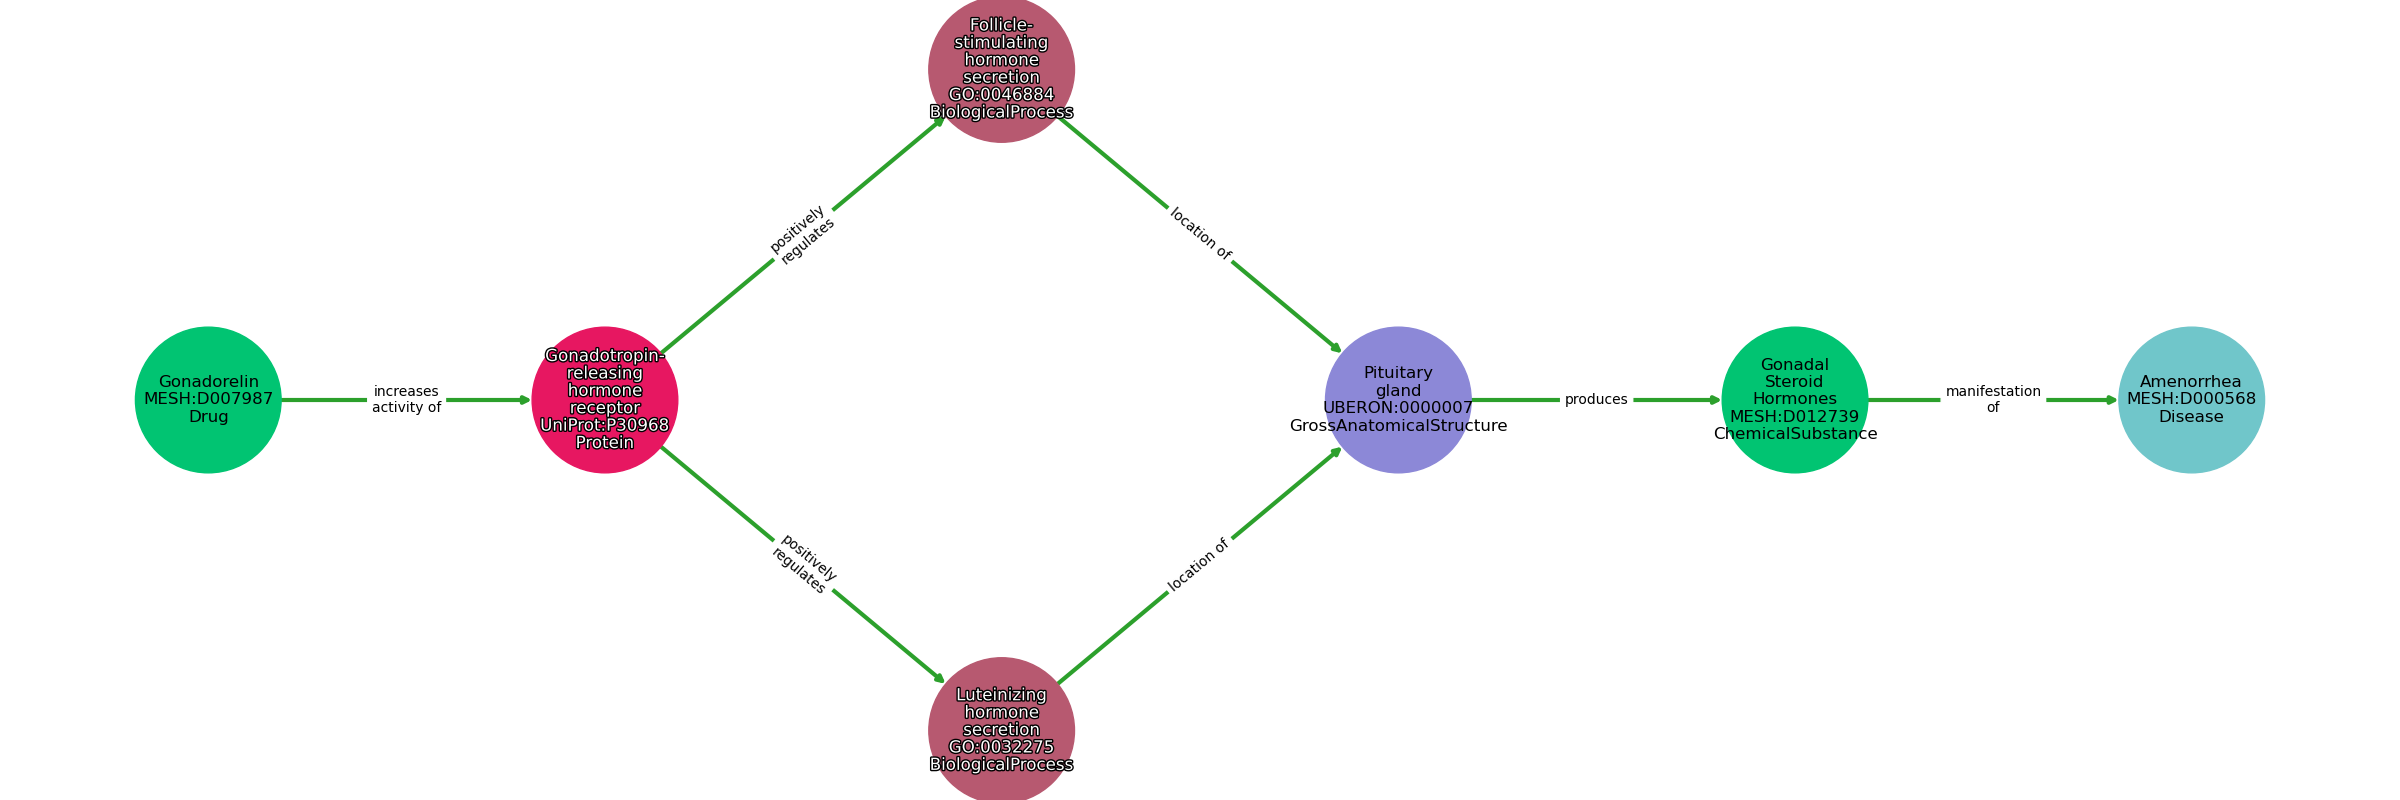 Follicle-
stimulating
hormone
secretion
GO:0046884
BiologicalProcess
positively
regulates
location of
Gonadorelin
MESH:D007987
Drug
increases
activity of
Gonadotropin-
releasing
hormone
receptor
UniProt:P30968
Protein
Pituitary
gland
UBERON:0000007
GrossAnatomicalStructure
produces
Gonadal
Steroid
Hormones
MESH:D012739
ChemicalSubstance
manifestation
of
Amenorrhea
MESH:D000568
Disease
positively
regulates
location of
Luteinizing
hormone
secretion
GO:0032275
BiologicalProcess